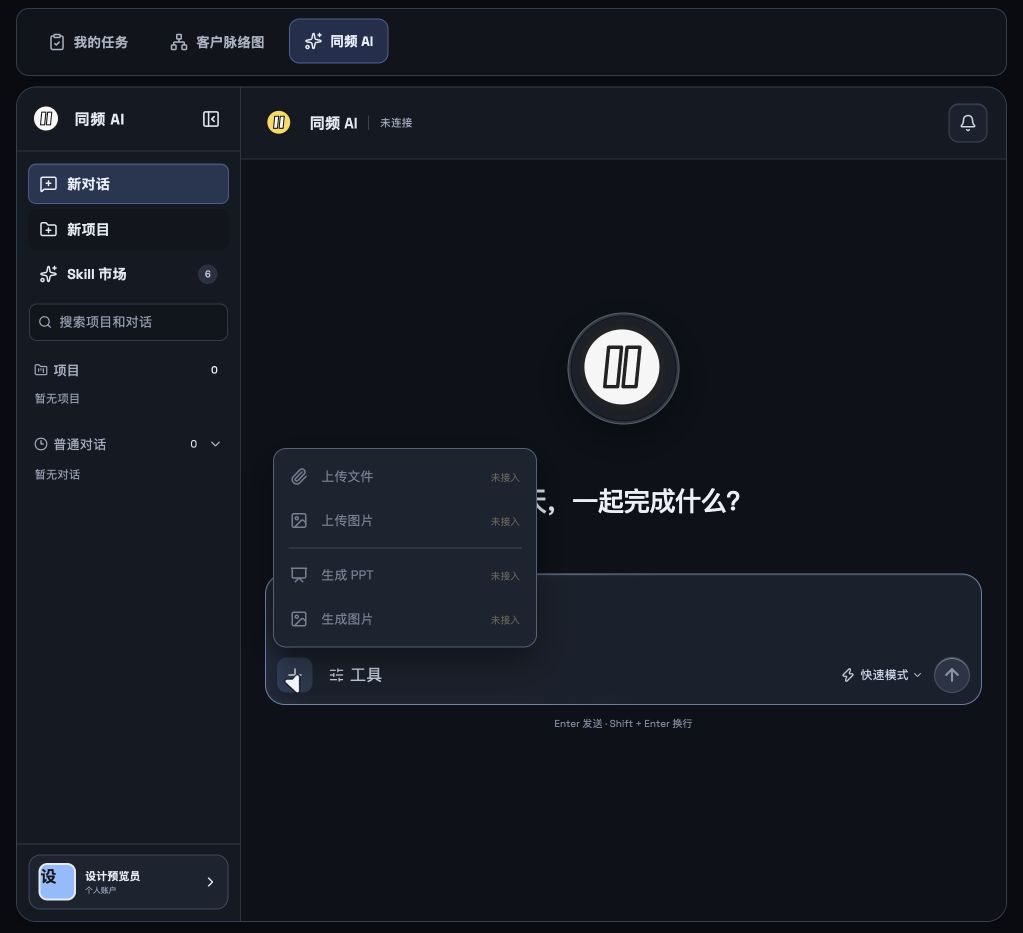 我的任务
客户脉络图
同频 AI
同频 AI
同频 AI
未连接
新对话
新项目
Skill 市场
6
搜索项目和对话
项目
0
暂无项目
普通对话
0
暂无对话
上传文件
未接入
上传图片
未接入
生成 PPT
未接入
生成图片
未接入
天，一起完成什么？
工具
快速模式
Enter 发送 · Shift + Enter 换行
设
设计预览员
个人账户